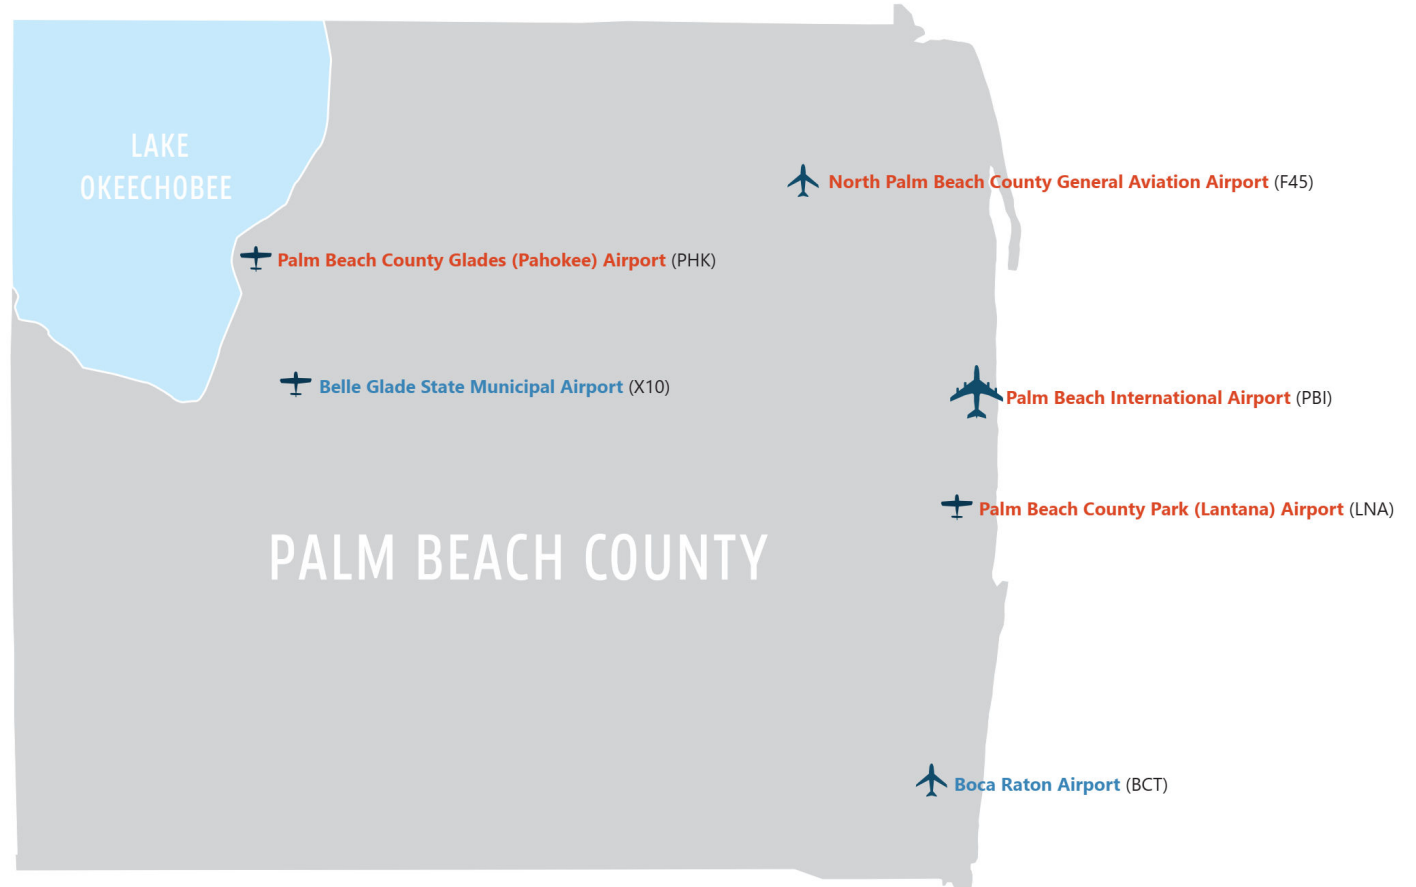 LAKE
OKEECHOBEE
North Palm Beach County General Aviation Airport (F45)
Palm Beach County Glades (Pahokee) Airport (PHK)
Belle Glade State Municipal Airport (X10)
Palm Beach International Airport (PBI)
Palm Beach County Park (Lantana) Airport (LNA)
PALM BEACH COUNTY
Boca Raton Airport (BCT)